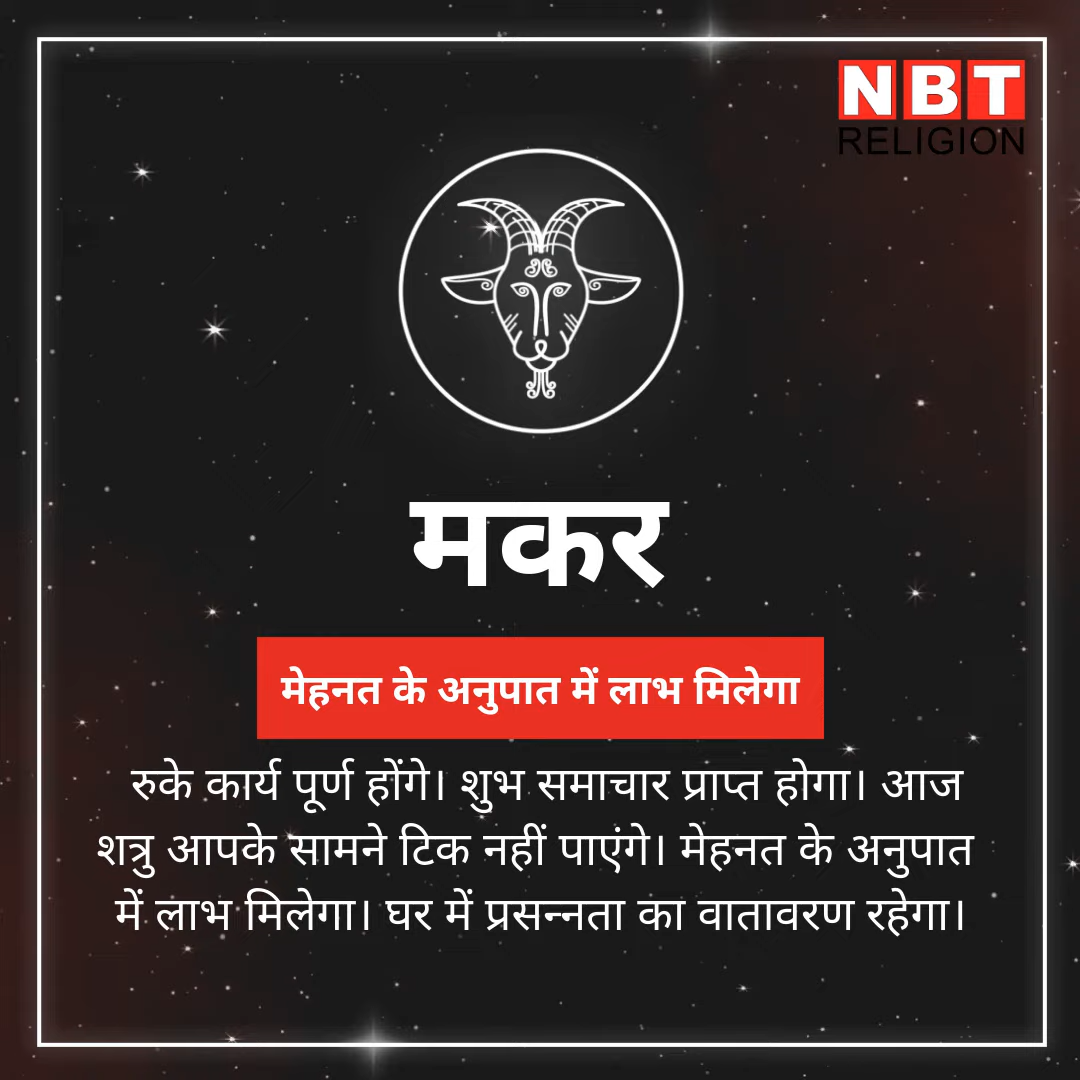 NBT
RELIGION
मकर
मेहनत के अनुपात में लाभ मिलेगा
रुके कार्य पूर्ण होंगे। शुभ समाचार प्राप्त होगा। आज
शत्रु आपके सामने टिक नहीं पाएंगे। मेहनत के अनुपात
में लाभ मिलेगा। घर में प्रसन्नता का वातावरण रहेगा।